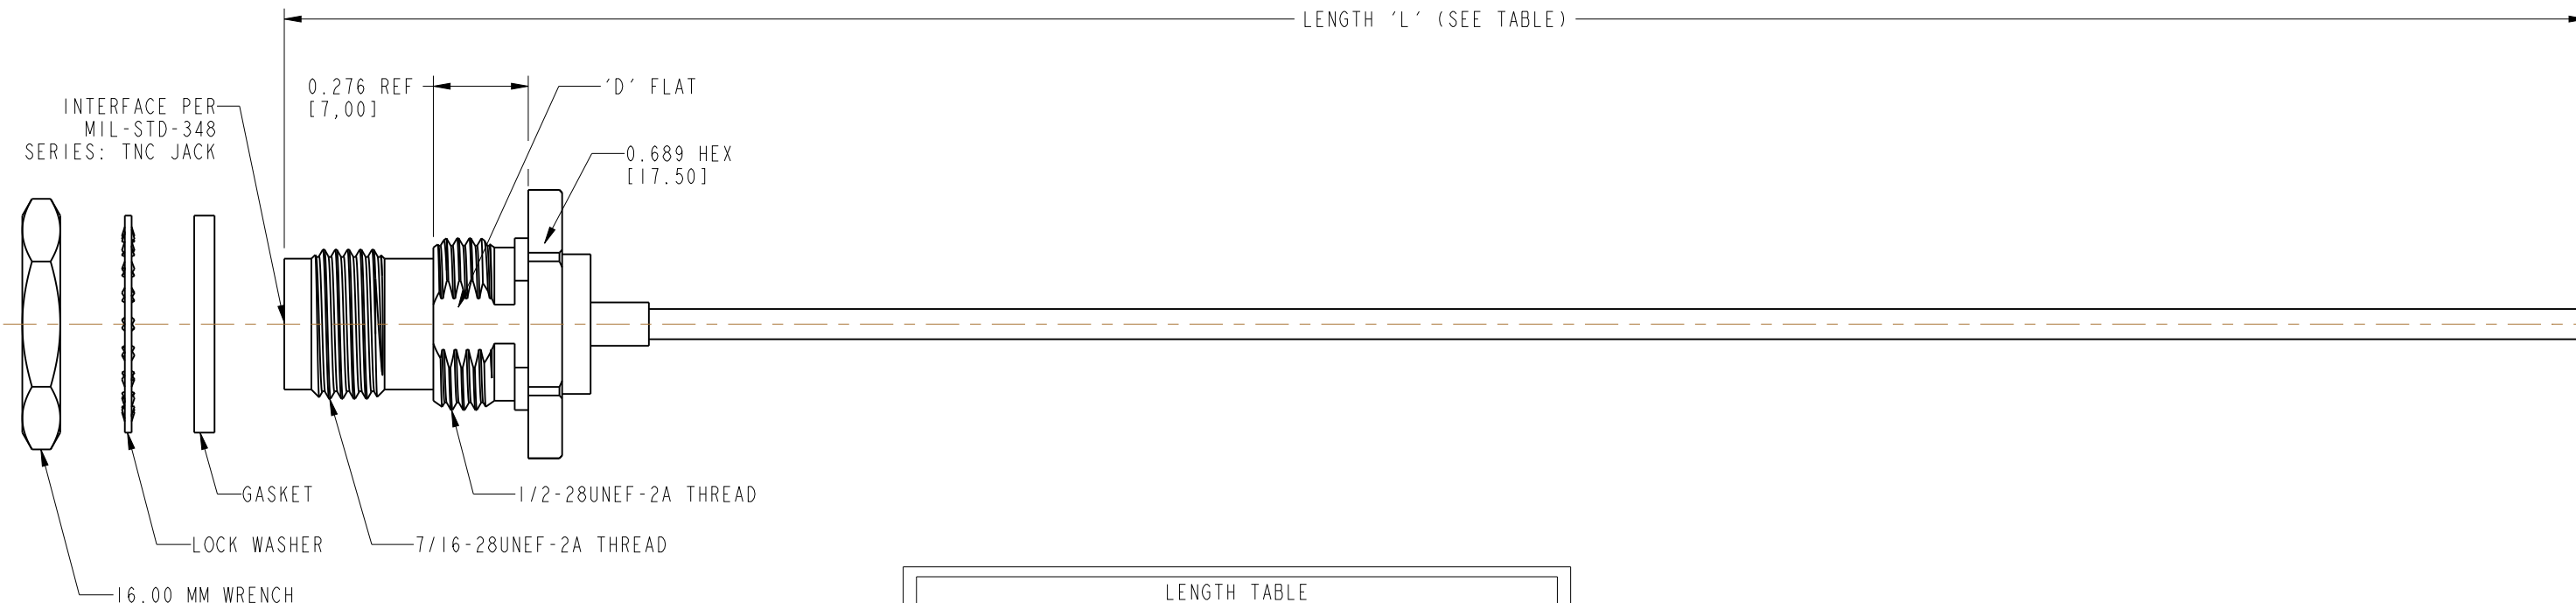 LENGTH 'L' (SEE TABLE)
0.276 REF
[7,00]
'D' FLAT
INTERFACE PER
MIL-STD-348
SERIES: TNC JACK
0.689 HEX
[17.50]
GASKET
1/2-28UNEF-2A THREAD
LOCK WASHER
7/16-28UNEF-2A THREAD
16.00 MM WRENCH
LENGTH TABLE